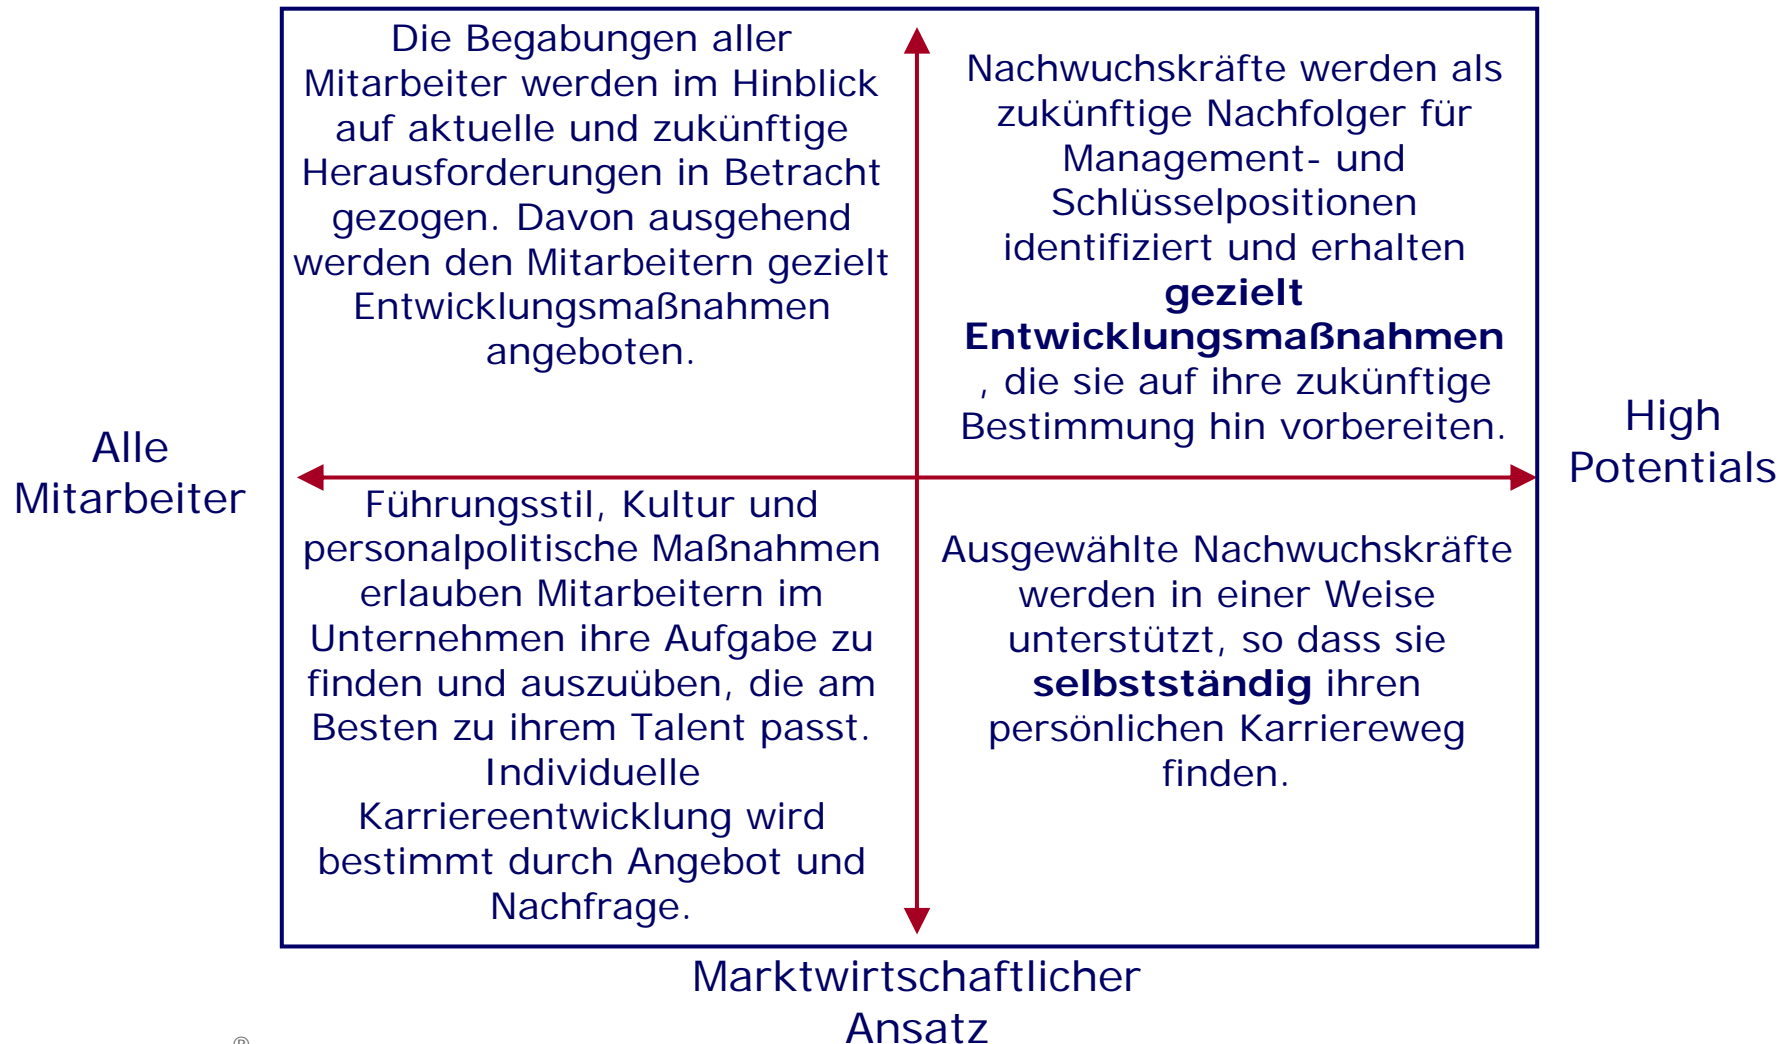 Die Begabungen aller
Mitarbeiter werden im Hinblick
auf aktuelle und zukünftige
Herausforderungen in Betracht
gezogen. Davon ausgehend
werden den Mitarbeitern gezielt
Entwicklungsmaßnahmen
angeboten.
Nachwuchskräfte werden als
zukünftige Nachfolger für
Management- und
Schlüsselpositionen
identifiziert und erhalten
gezielt
Entwicklungsmaßnahmen
, die sie auf ihre zukünftige
Bestimmung hin vorbereiten.
Alle
Mitarbeiter
High
Potentials
Führungsstil, Kultur und
personalpolitische Maßnahmen
erlauben Mitarbeitern im
Unternehmen ihre Aufgabe zu
finden und auszuüben, die am
Besten zu ihrem Talent passt.
Individuelle
Karriereentwicklung wird
bestimmt durch Angebot und
Nachfrage.
Ausgewählte Nachwuchskräfte
werden in einer Weise
unterstützt, so dass sie
selbstständig ihren
persönlichen Karriereweg
finden.
Marktwirtschaftlicher
Ansatz
®